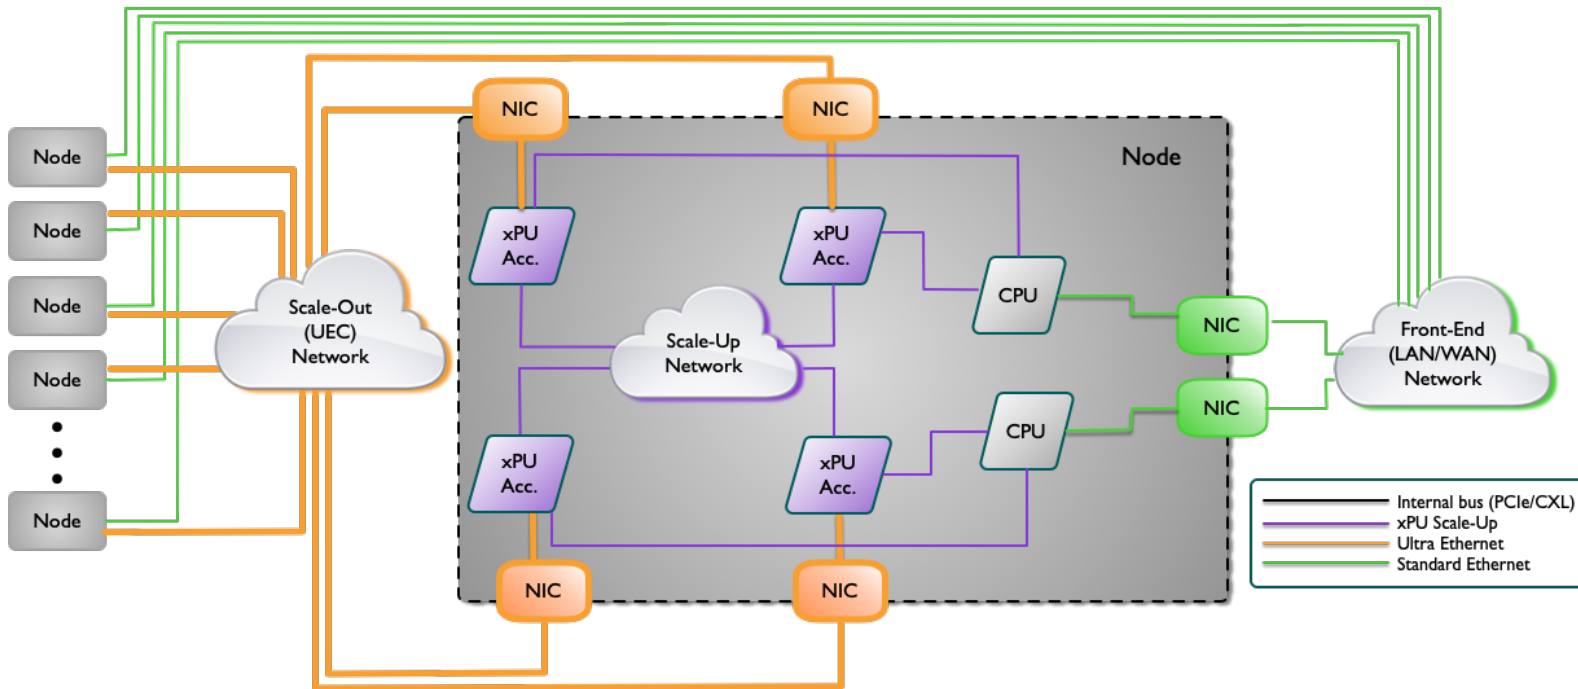 NIC
NIC
Node
Node
Node
xPU
Acc.
xPU
Acc.
Node
CPU
Scale-Out
(UEC)
Network
Node
NIC
Scale-Up
Network
Front-End
(LAN/WAN)
Network
Node
NIC
CPU
xPU
Acc.
xPU
Acc.
Node
Internal bus (PCIe/CXL)
xPU Scale-Up
Ultra Ethernet
Standard Ethernet
NIC
NIC